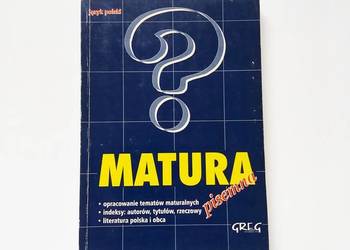 język polski
?
MATURA
pisemna
• opracowanie tematów maturalnych
• indeksy: autorów, tytułów, rzeczowy
• literatura polska i obca
GREG